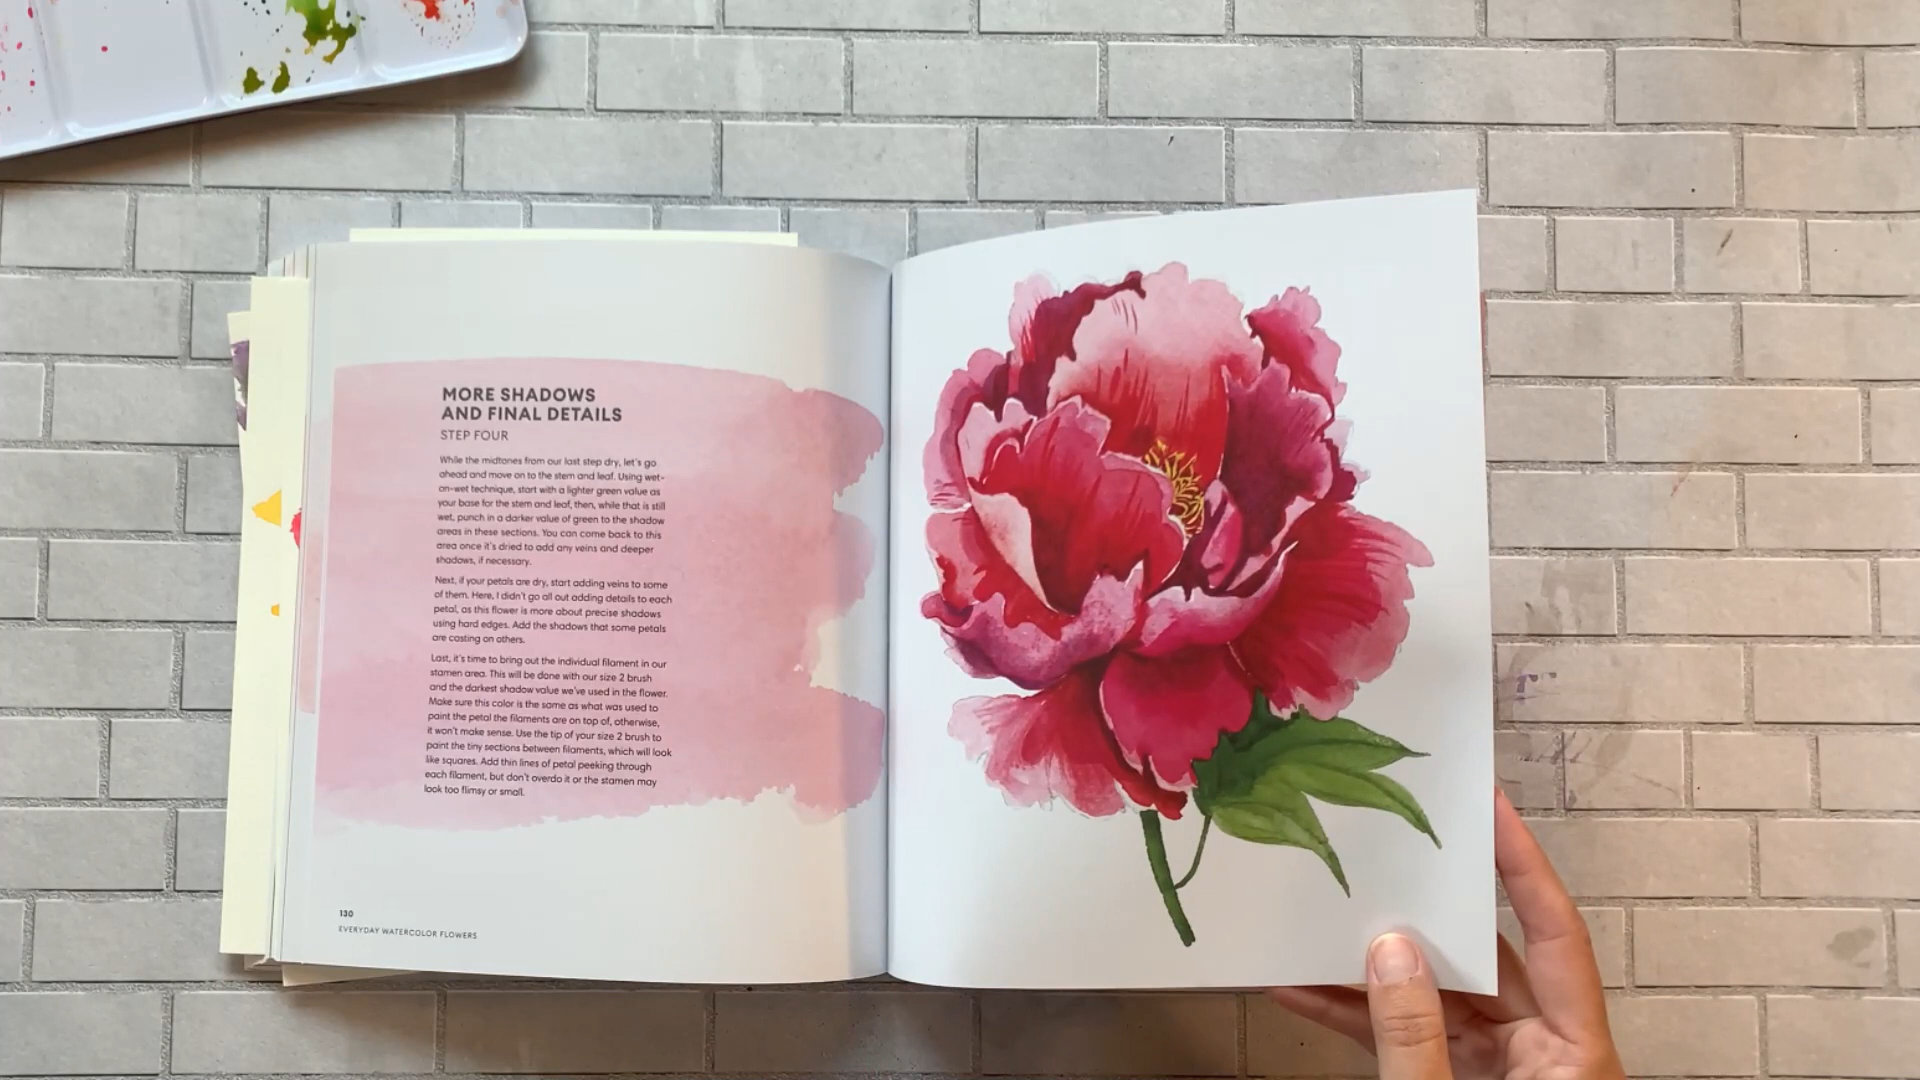 MORE SHADOWS
AND FINAL DETAILS
STEP FOUR
While the midtones from our last step dry, let's go
ahead and move on to the stem and leaf. Using wet-
on-wet technique, start with a lighter green value as
your base for the stem and leaf, then, while that is still
wet, punch in a darker value of green to the shadow
areas in these sections. You can come back to this
area once it's dried to add any veins and deeper
shadows, if necessary.
Next, if your petals are dry, start adding veins to some
of them. Here, I didn't go all out adding details to each
petal, as this flower is more about precise shadows
using hard edges. Add the shadows that some petals
are casting on others.
Last, it's time to bring out the individual filament in our
stamen area. This will be done with our size 2 brush
and the darkest shadow value we've used in the flower.
Make sure this color is the same as what was used to
paint the petal the filaments are on top of, otherwise,
it won't make sense. Use the tip of your size 2 brush to
paint the tiny sections between filaments, which will look
like squares. Add thin lines of petal peeking through
each filament, but don't overdo it or the stamen may
look too flimsy or small.
130
EVERYDAY WATERCOLOR FLOWERS